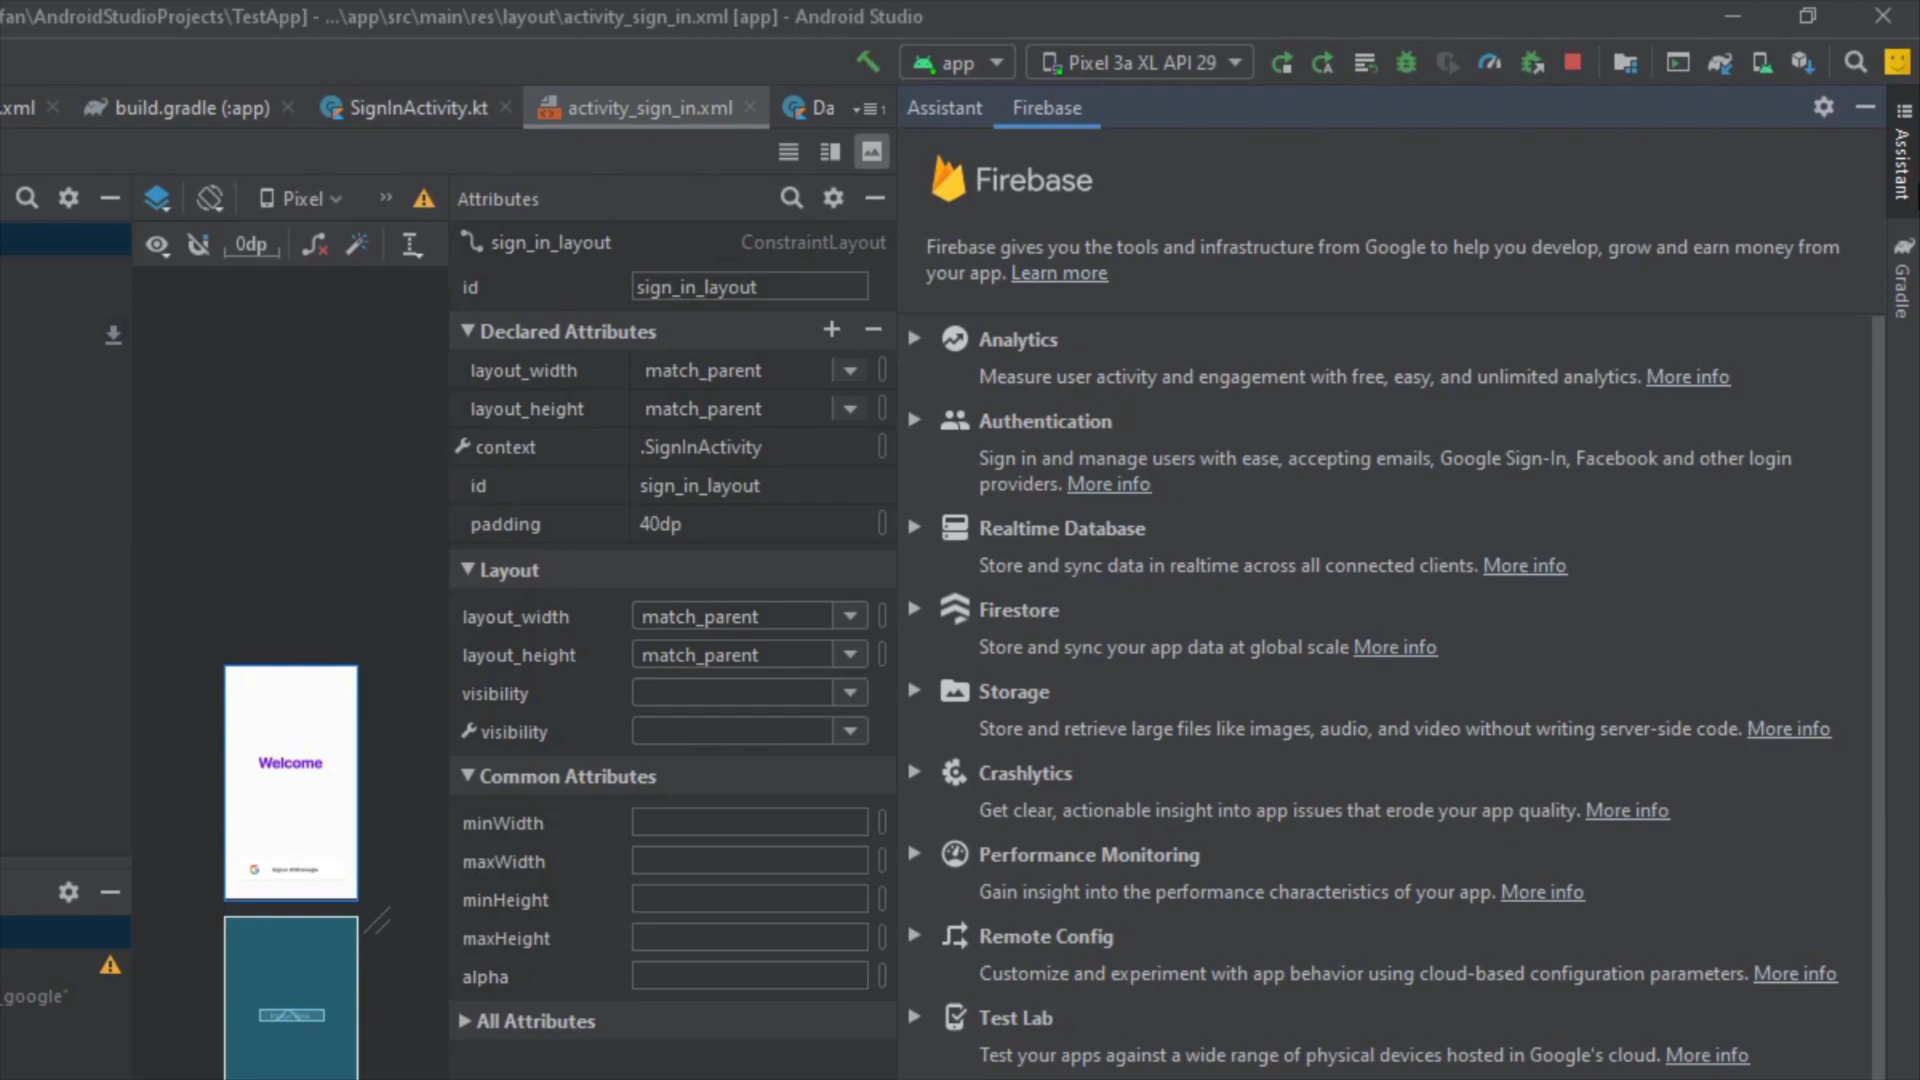 fan\AndroidStudioProjects\TestApp] - ...\app\src\main\res\layout\activity_sign_in.xml [app] - Android Studio
app
Pixel 3a XL API 29
.xml
build.gradle (:app)
SignInActivity.kt
activity_sign_in.xml
Da
Assistant
Firebase
Assistant
Gradle
Pixel
0dp
Attributes
sign_in_layout
ConstraintLayout
id
sign_in_layout
Declared Attributes
layout_width
match_parent
layout_height
match_parent
context
.SignInActivity
id
sign_in_layout
padding
40dp
Layout
layout_width
match_parent
layout_height
match_parent
visibility
visibility
Common Attributes
minWidth
maxWidth
minHeight
maxHeight
alpha
All Attributes
Welcome
_google"
Firebase
Firebase gives you the tools and infrastructure from Google to help you develop, grow and earn money from
your app. Learn more
Analytics
Measure user activity and engagement with free, easy, and unlimited analytics. More info
Authentication
Sign in and manage users with ease, accepting emails, Google Sign-In, Facebook and other login
providers. More info
Realtime Database
Store and sync data in realtime across all connected clients. More info
Firestore
Store and sync your app data at global scale More info
Storage
Store and retrieve large files like images, audio, and video without writing server-side code. More info
Crashlytics
Get clear, actionable insight into app issues that erode your app quality. More info
Performance Monitoring
Gain insight into the performance characteristics of your app. More info
Remote Config
Customize and experiment with app behavior using cloud-based configuration parameters. More info
Test Lab
Test your apps against a wide range of physical devices hosted in Google's cloud. More info